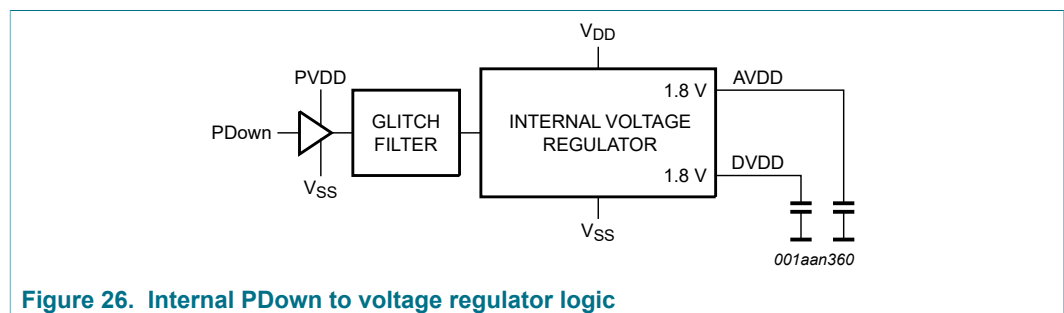 VDD
PVDD
PDown
VSS
GLITCH
FILTER
INTERNAL VOLTAGE
REGULATOR
1.8 V
AVDD
1.8 V
DVDD
VSS
001aan360
Figure 26. Internal PDown to voltage regulator logic